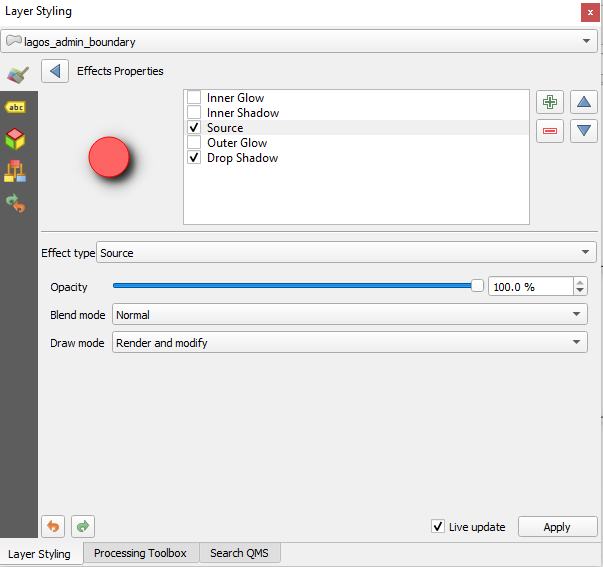 Layer Styling
x
lagos_admin_boundary
Effects Properties
abc
Inner Glow
Inner Shadow
Source
Outer Glow
Drop Shadow
Effect type Source
Opacity 100.0 %
Blend mode Normal
Draw mode Render and modify
Live update Apply
Layer Styling Processing Toolbox Search QMS